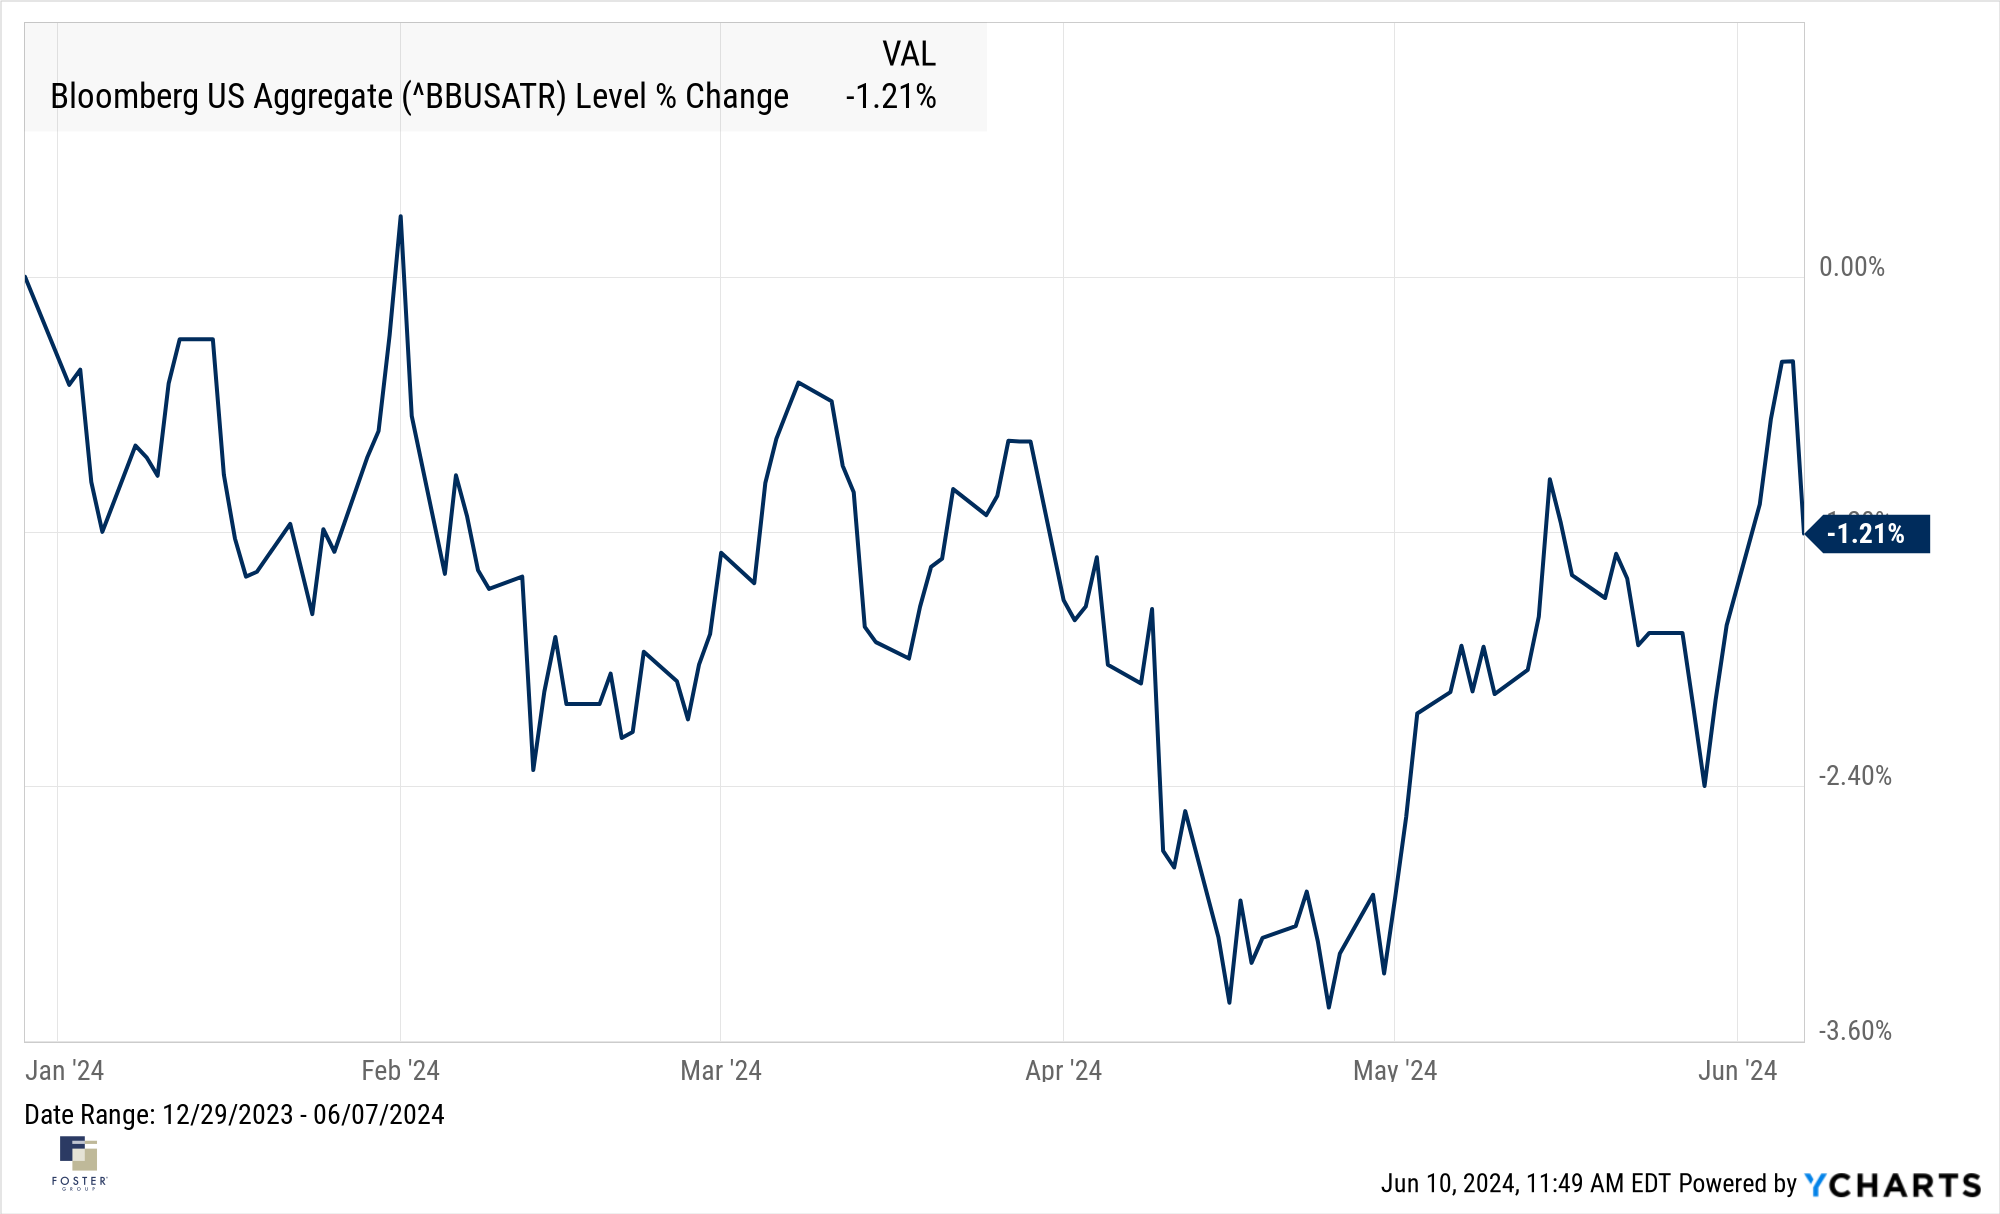 VAL
Bloomberg US Aggregate (^BBUSATR) Level % Change -1.21%
0.00%
-1.21%
-2.40%
-3.60%
Jan '24 Feb '24 Mar '24 Apr '24 May '24 Jun '24
Date Range: 12/29/2023 - 06/07/2024
FOSTER
GROUP
Jun 10, 2024, 11:49 AM EDT Powered by YCHARTS